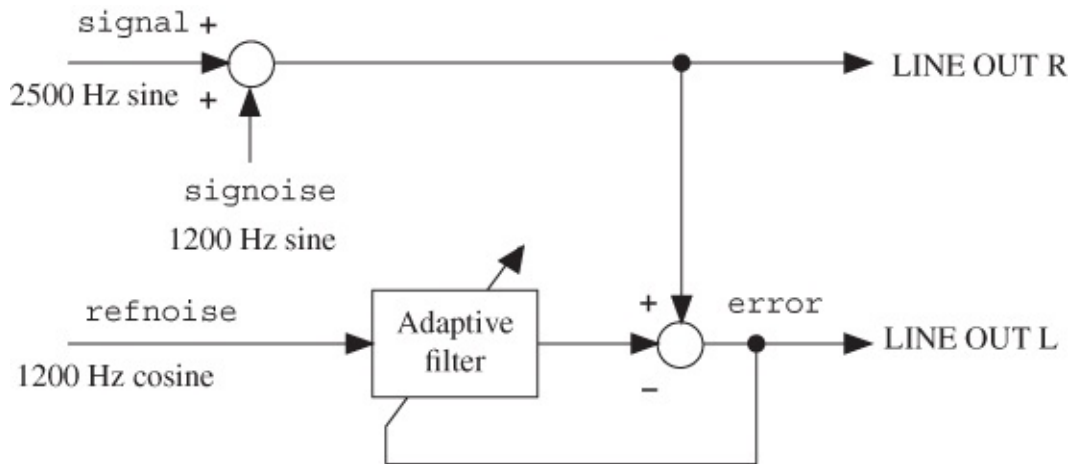 signal +
LINE OUT R
2500 Hz sine +
signoise
1200 Hz sine
refnoise
Adaptive
filter
+
error
LINE OUT L
1200 Hz cosine
−